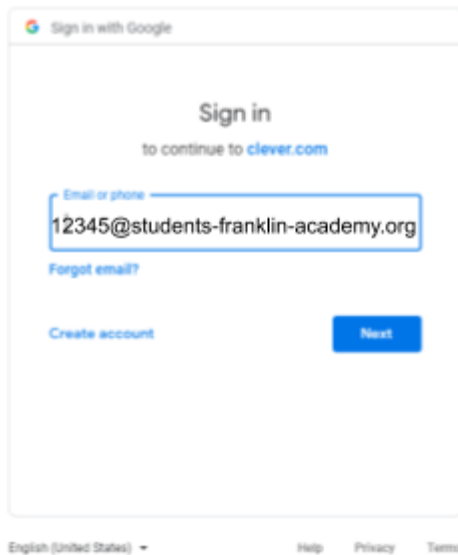 Sign in with Google
Sign in
to continue to clever.com
Email or phone
12345@students-franklin-academy.org
Forgot email?
Create account Next
English (United States) Help Privacy Terms